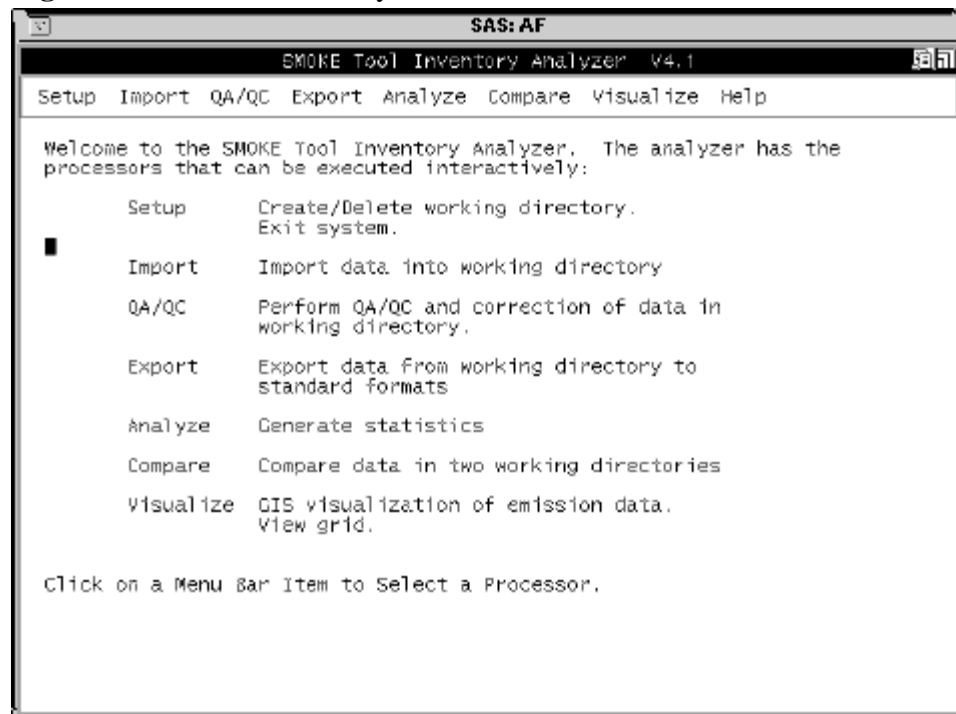 SAS: AF
SMOKE Tool Inventory Analyzer V4.1
Setup Import QA/QC Export Analyze Compare Visualize Help
Welcome to the SMOKE Tool Inventory Analyzer. The analyzer has the
processors that can be executed interactively:
Setup Create/Delete working directory.
Exit system.
Import Import data into working directory
QA/QC Perform QA/QC and correction of data in
working directory.
Export Export data from working directory to
standard formats
Analyze Generate statistics
Compare Compare data in two working directories
Visualize GIS visualization of emission data.
View grid.
Click on a Menu Bar Item to Select a Processor.